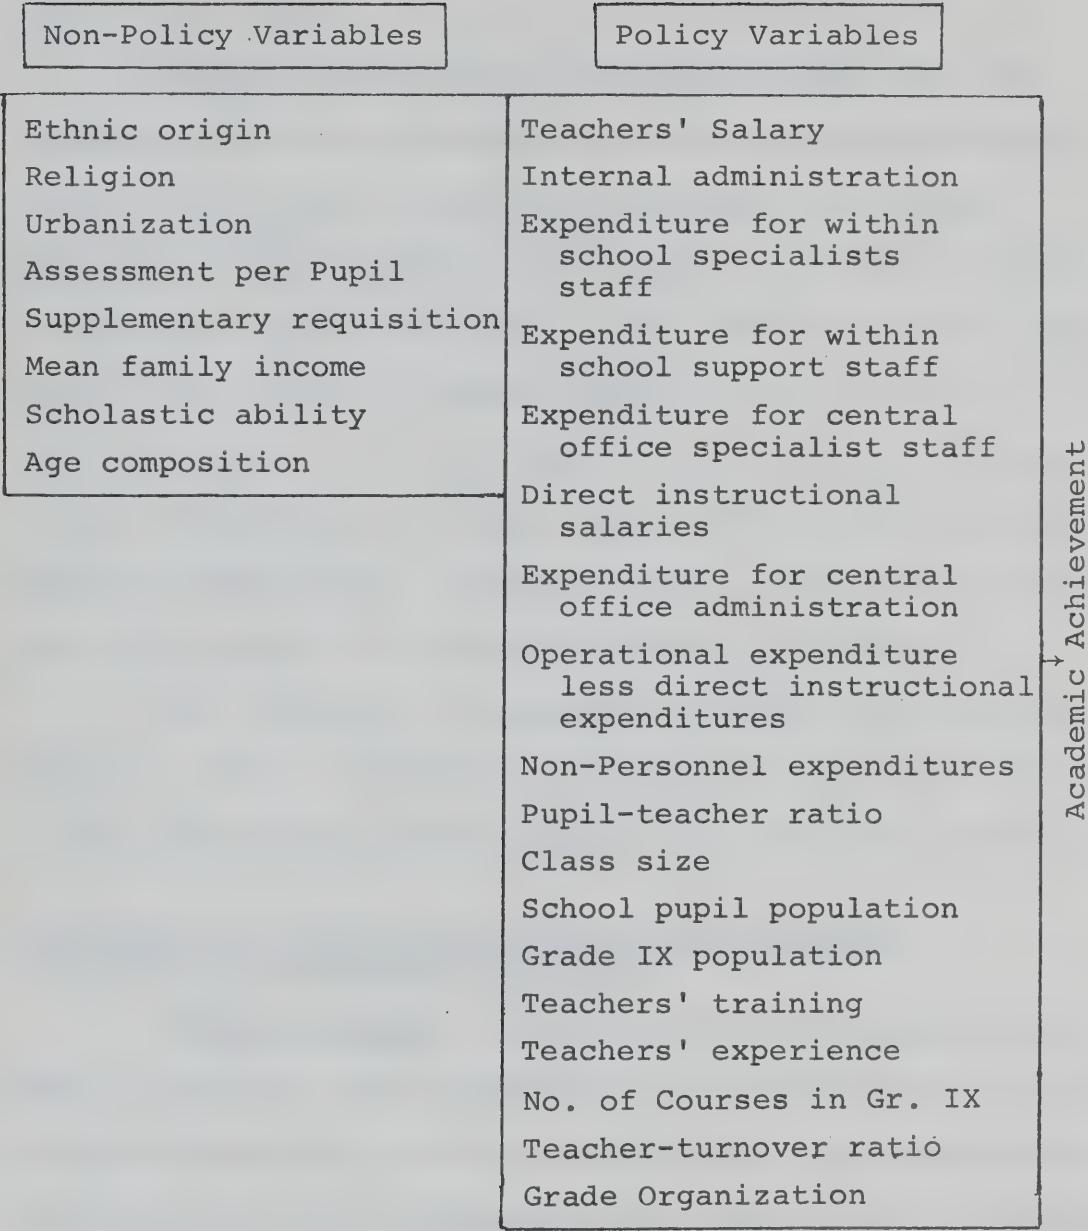 Non-Policy Variables
Policy Variables
Ethnic origin
Religion
Urbanization
Assessment per Pupil
Supplementary requisition
Mean family income
Scholastic ability
Age composition
Teachers' Salary
Internal administration
Expenditure for within
school specialists
staff
Expenditure for within
school support staff
Expenditure for central
office specialist staff
Direct instructional
salaries
Expenditure for central
office administration
Operational expenditure
less direct instructional
expenditures
Non-Personnel expenditures
Pupil-teacher ratio
Class size
School pupil population
Grade IX population
Teachers' training
Teachers' experience
No. of Courses in Gr. IX
Teacher-turnover ratio
Grade Organization
Academic Achievement